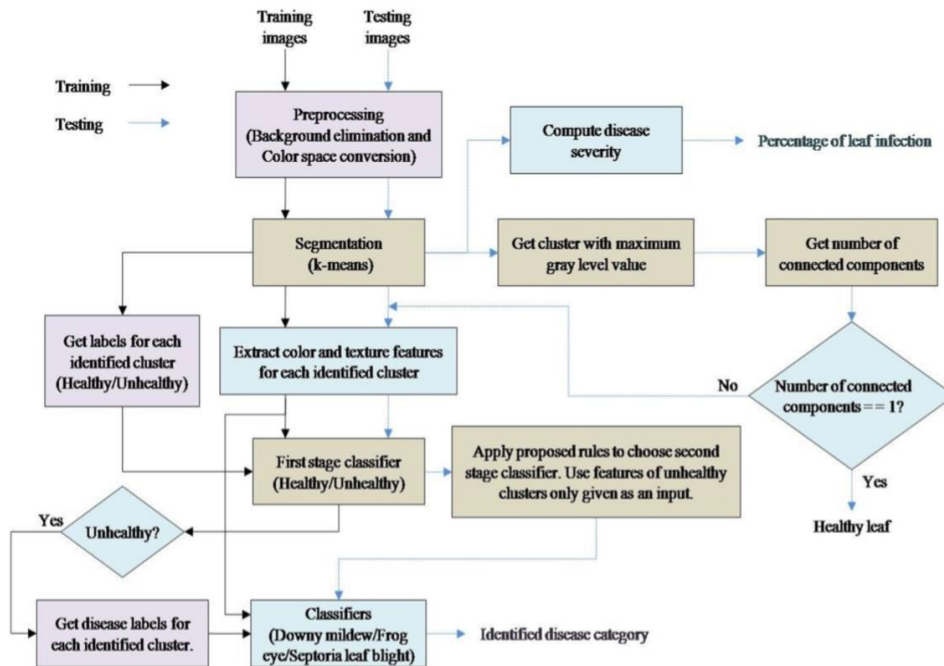 Training
images
Testing
images
Training
Testing
Preprocessing
(Background elimination and
Color space conversion)
Compute disease
severity
Percentage of leaf infection
Segmentation
(k-means)
Get cluster with maximum
gray level value
Get number of
connected components
Get labels for each
identified cluster
(Healthy/Unhealthy)
Extract color and texture features
for each identified cluster
No
Number of connected
components == 1?
First stage classifier
(Healthy/Unhealthy)
Apply proposed rules to choose second
stage classifier. Use features of unhealthy
clusters only given as an input.
Yes
Healthy leaf
Yes
Unhealthy?
Get disease labels for
each identified cluster.
Classifiers
(Downy mildew/Frog
eye/Septoria leaf blight)
Identified disease category